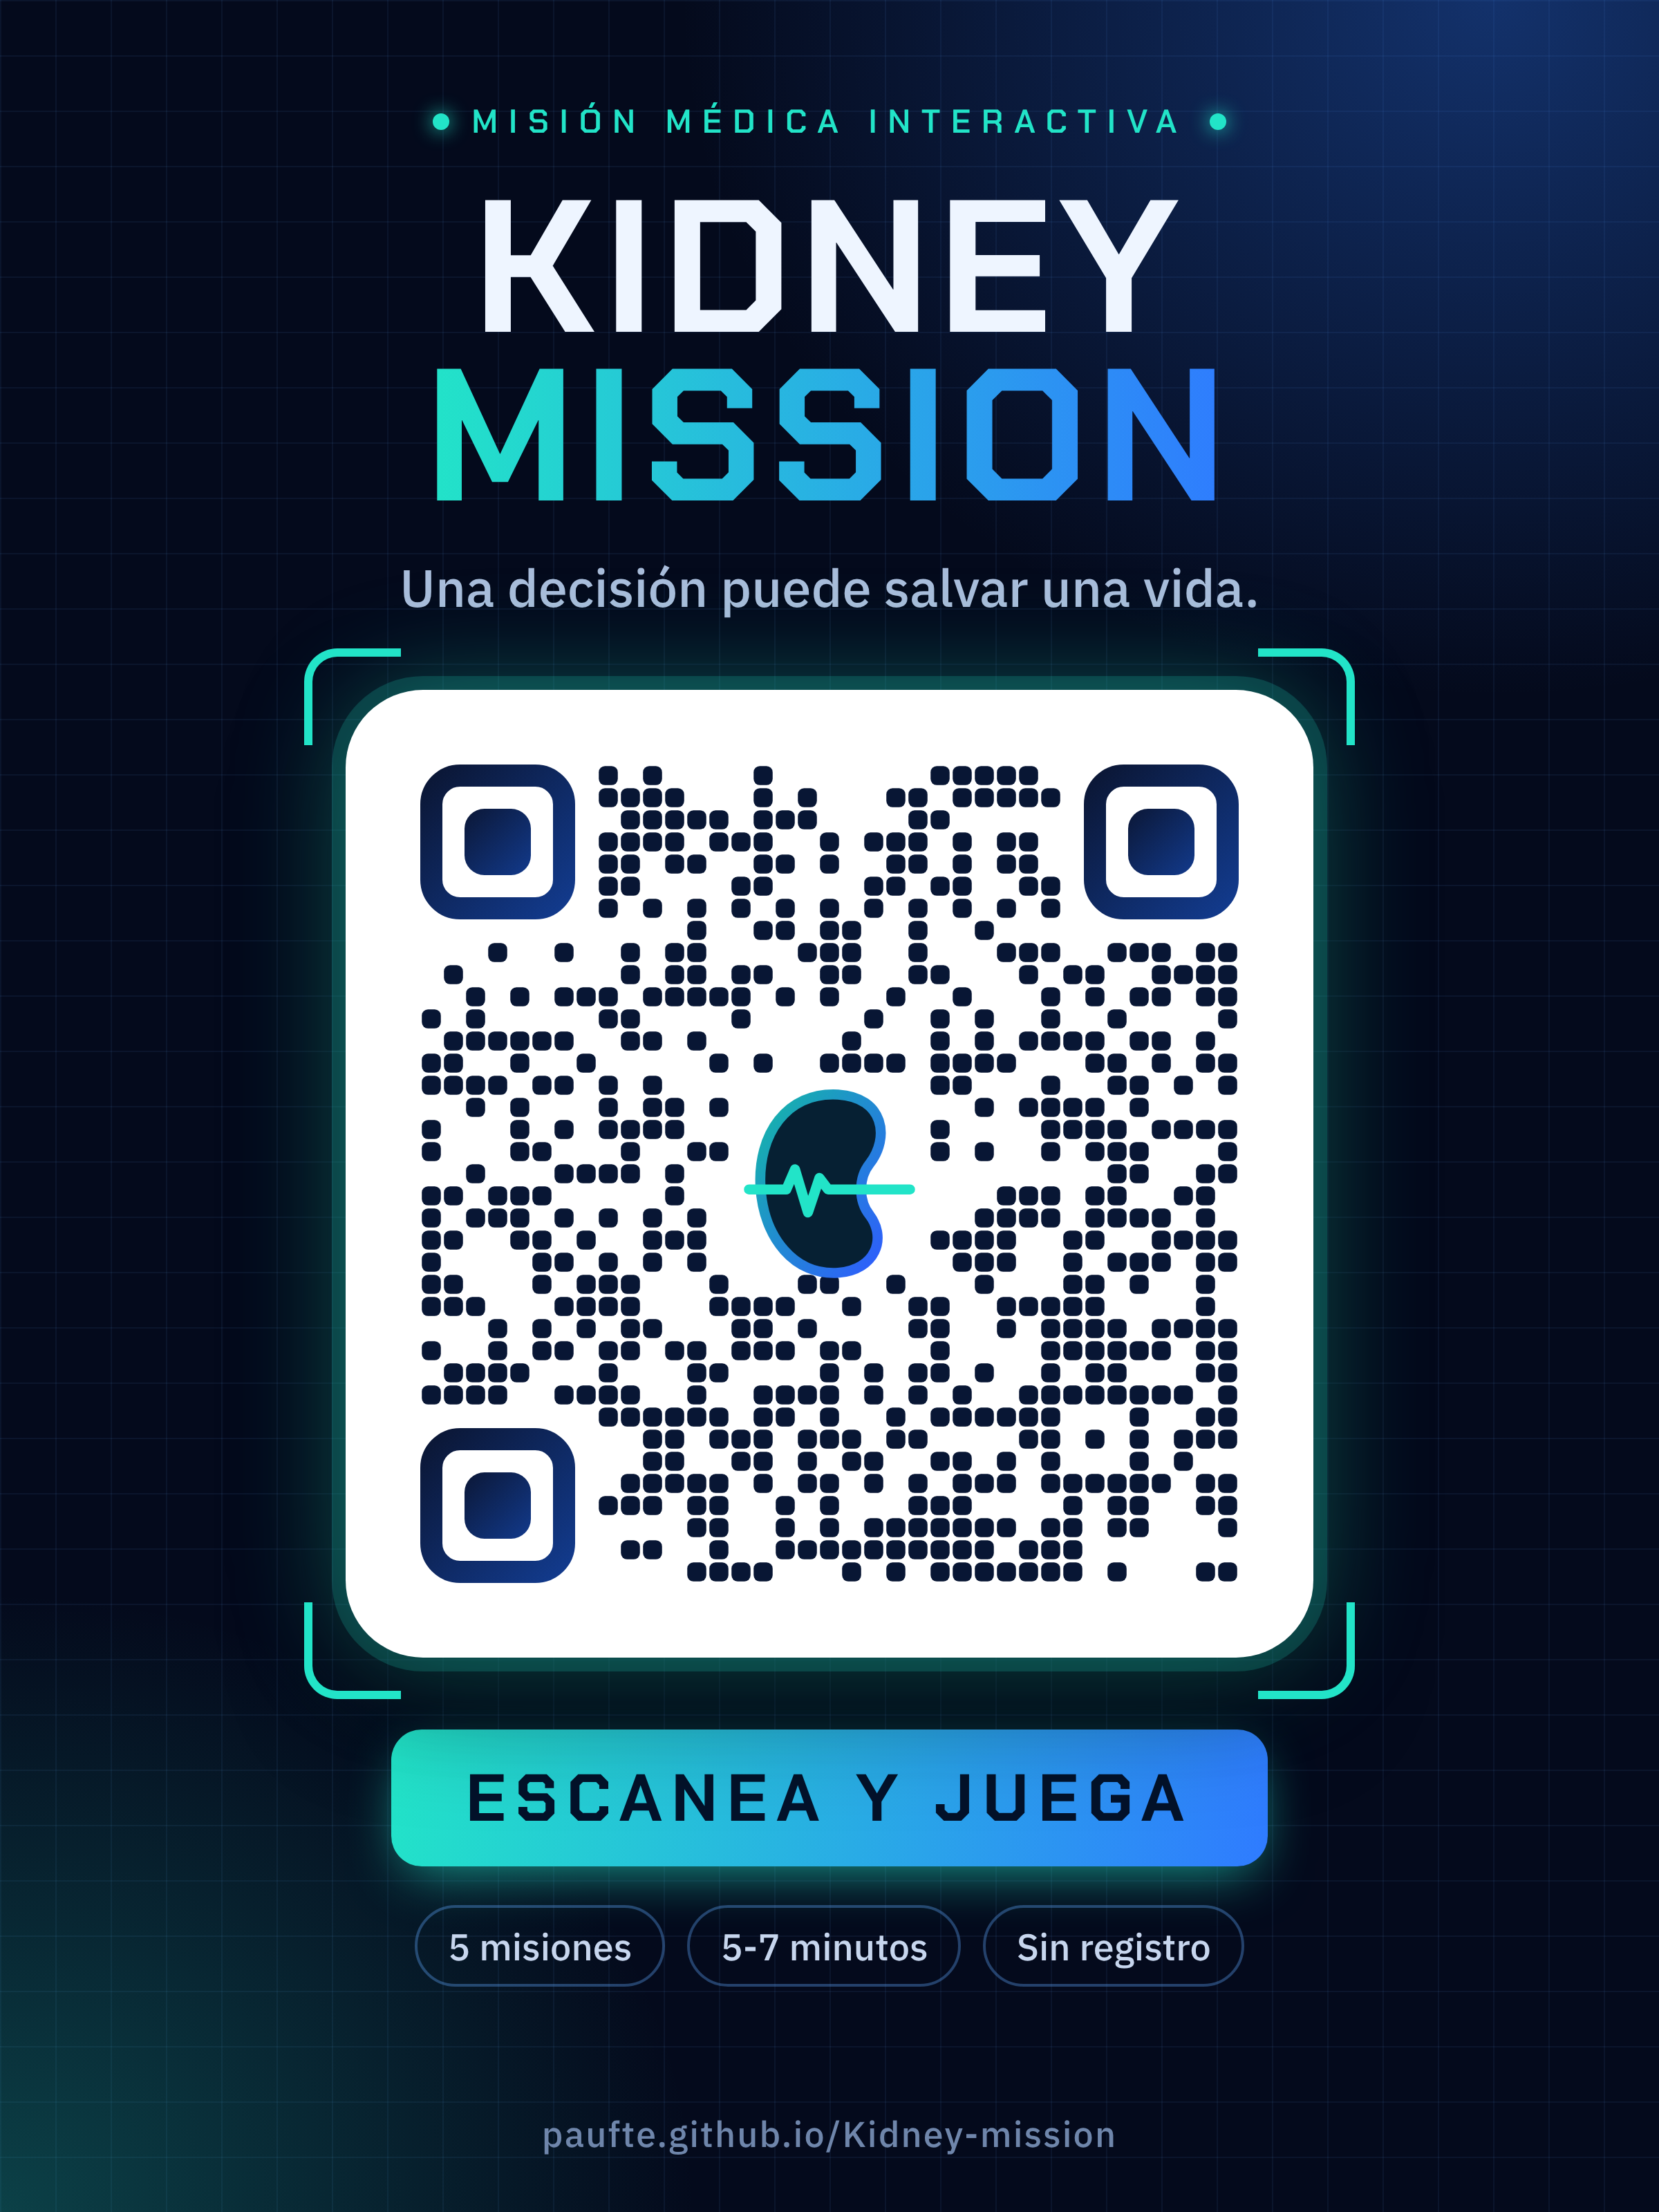 MISIÓN MÉDICA INTERACTIVA
KIDNEY
MISSION
Una decisión puede salvar una vida.
ESCANEA Y JUEGA
5 misiones
5-7 minutos
Sin registro
paufte.github.io/Kidney-mission